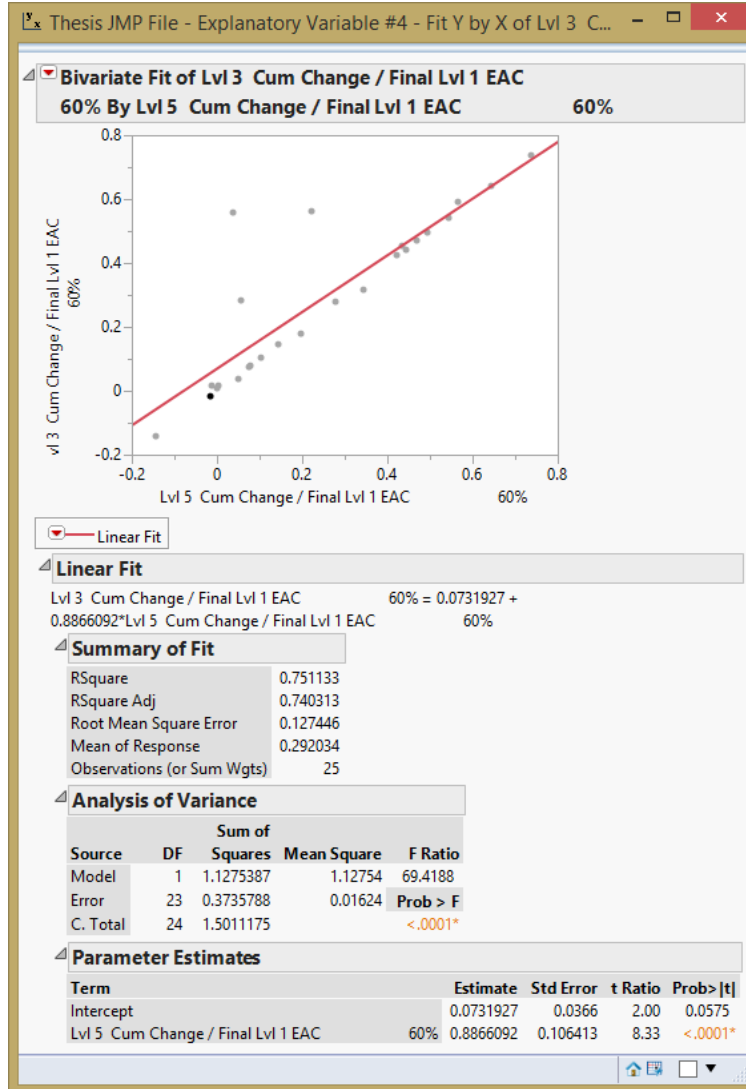 Thesis JMP File - Explanatory Variable #4 - Fit Y by X of Lvl 3 C...
Bivariate Fit of Lvl 3 Cum Change / Final Lvl 1 EAC
60% By Lvl 5 Cum Change / Final Lvl 1 EAC 60%
0.8
0.6
0.4
0.2
0
-0.2
vl 3 Cum Change / Final Lvl 1 EAC
60%
-0.2 0 0.2 0.4 0.6 0.8
Lvl 5 Cum Change / Final Lvl 1 EAC 60%
Linear Fit
Linear Fit
Lvl 3 Cum Change / Final Lvl 1 EAC 60% = 0.0731927 +
0.8866092*Lvl 5 Cum Change / Final Lvl 1 EAC 60%
Summary of Fit
RSquare 0.751133
RSquare Adj 0.740313
Root Mean Square Error 0.127446
Mean of Response 0.292034
Observations (or Sum Wgts) 25
Analysis of Variance
Sum of
Source DF Squares Mean Square F Ratio
Model 1 1.1275387 1.12754 69.4188
Error 23 0.3735788 0.01624 Prob > F
C. Total 24 1.5011175 <.0001*
Parameter Estimates
Term Estimate Std Error t Ratio Prob>|t|
Intercept 0.0731927 0.0366 2.00 0.0575
Lvl 5 Cum Change / Final Lvl 1 EAC 60% 0.8866092 0.106413 8.33 <.0001*